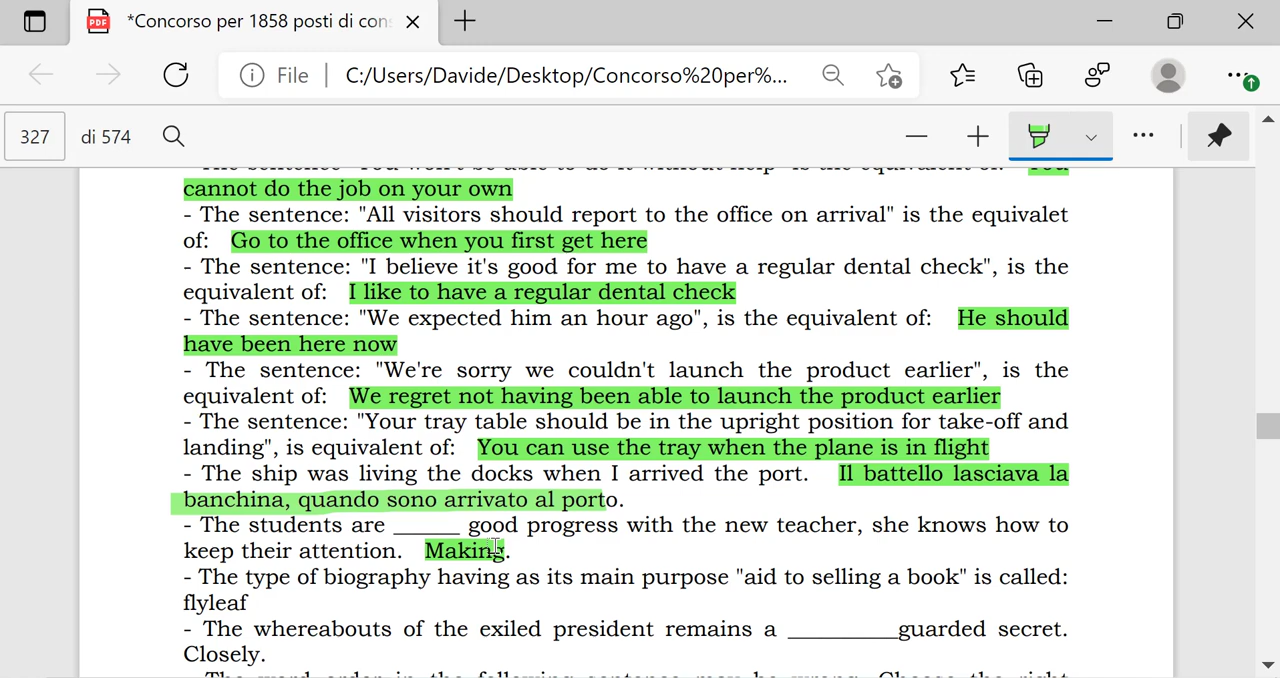 *Concorso per 1858 posti di con
File
C:/Users/Davide/Desktop/Concorso%20per%...
327 di 574
cannot do the job on your own
- The sentence: "All visitors should report to the office on arrival" is the equivalet
of: Go to the office when you first get here
- The sentence: "I believe it's good for me to have a regular dental check", is the
equivalent of: I like to have a regular dental check
- The sentence: "We expected him an hour ago", is the equivalent of: He should
have been here now
- The sentence: "We're sorry we couldn't launch the product earlier", is the
equivalent of: We regret not having been able to launch the product earlier
- The sentence: "Your tray table should be in the upright position for take-off and
landing", is equivalent of: You can use the tray when the plane is in flight
- The ship was living the docks when I arrived the port. Il battello lasciava la
banchina, quando sono arrivato al porto.
- The students are ______ good progress with the new teacher, she knows how to
keep their attention. Making.
- The type of biography having as its main purpose "aid to selling a book" is called:
flyleaf
- The whereabouts of the exiled president remains a __________guarded secret.
Closely.